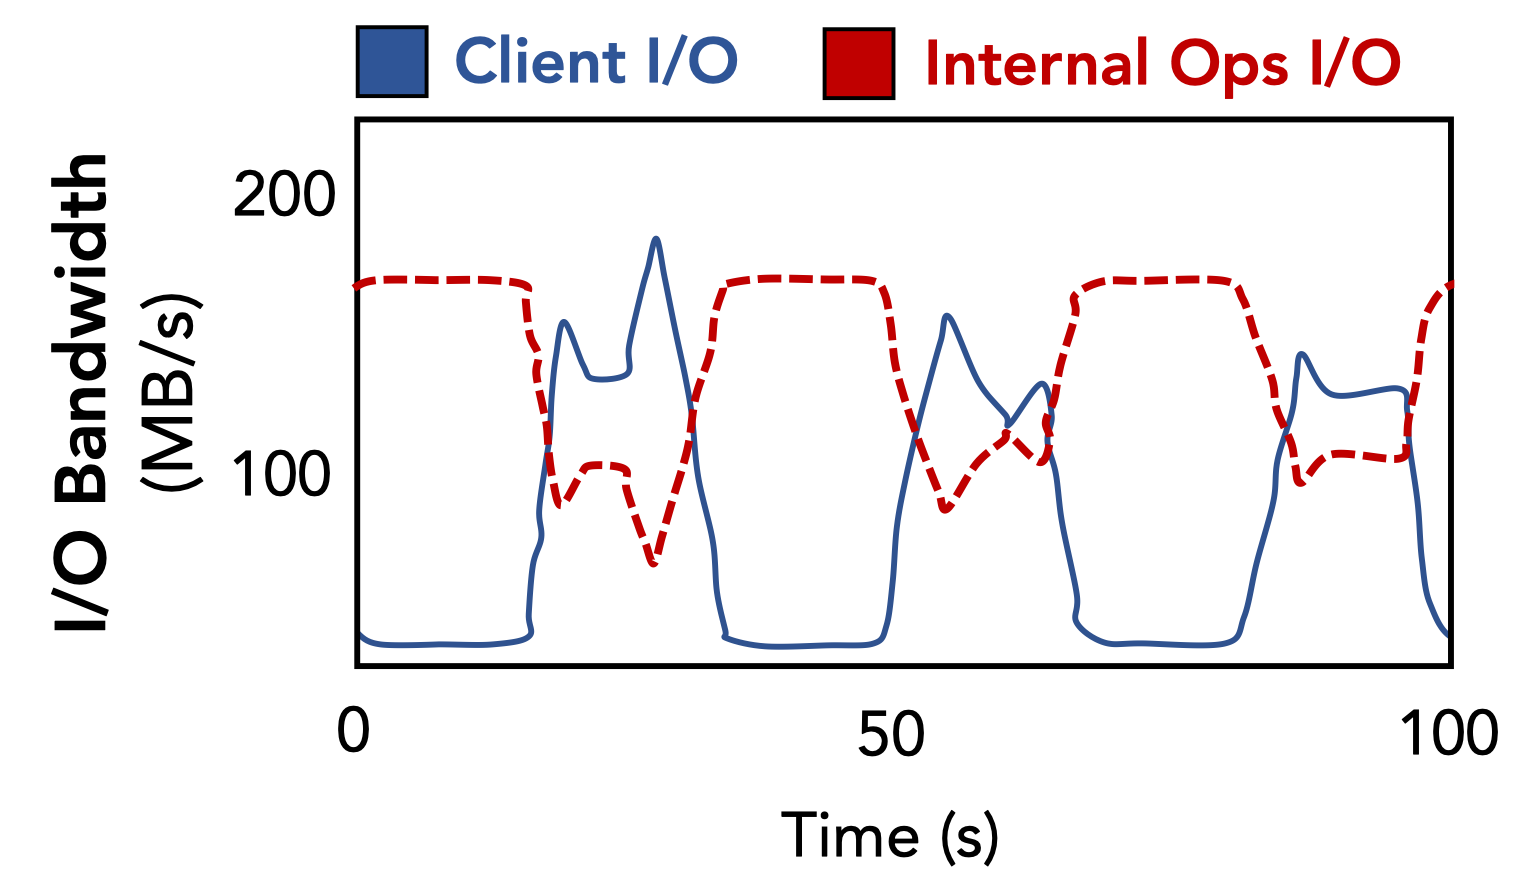 Client I/O
Internal Ops I/O
I/O Bandwidth
(MB/s)
200
100
0
50
100
Time (s)